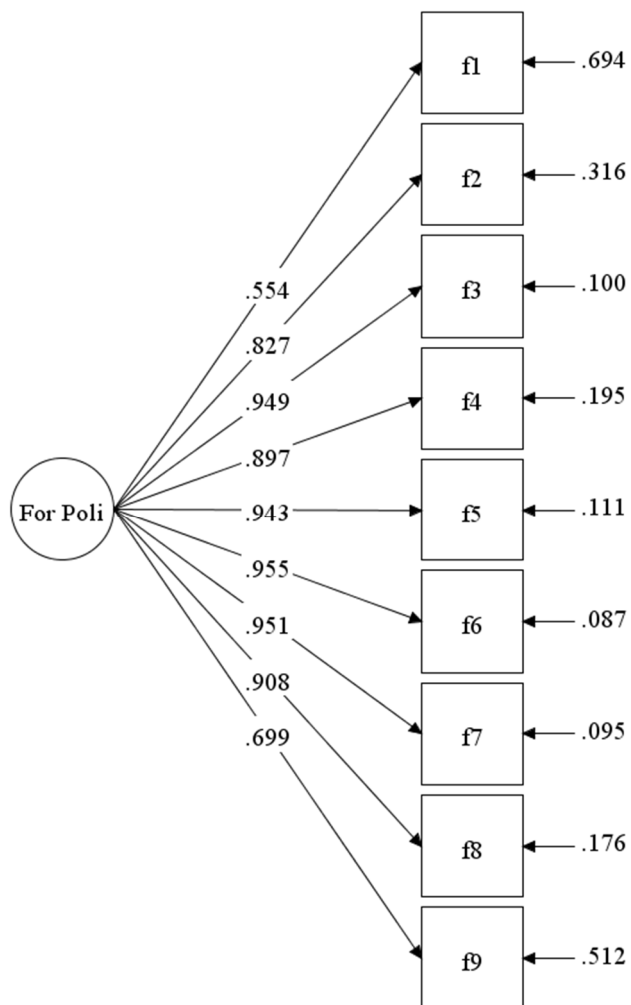 f1
.694
f2
.316
.554
f3
.100
.827
.949
f4
.195
.897
For Poli
.943
f5
.111
.955
f6
.087
.951
.908
f7
.095
.699
f8
.176
f9
.512